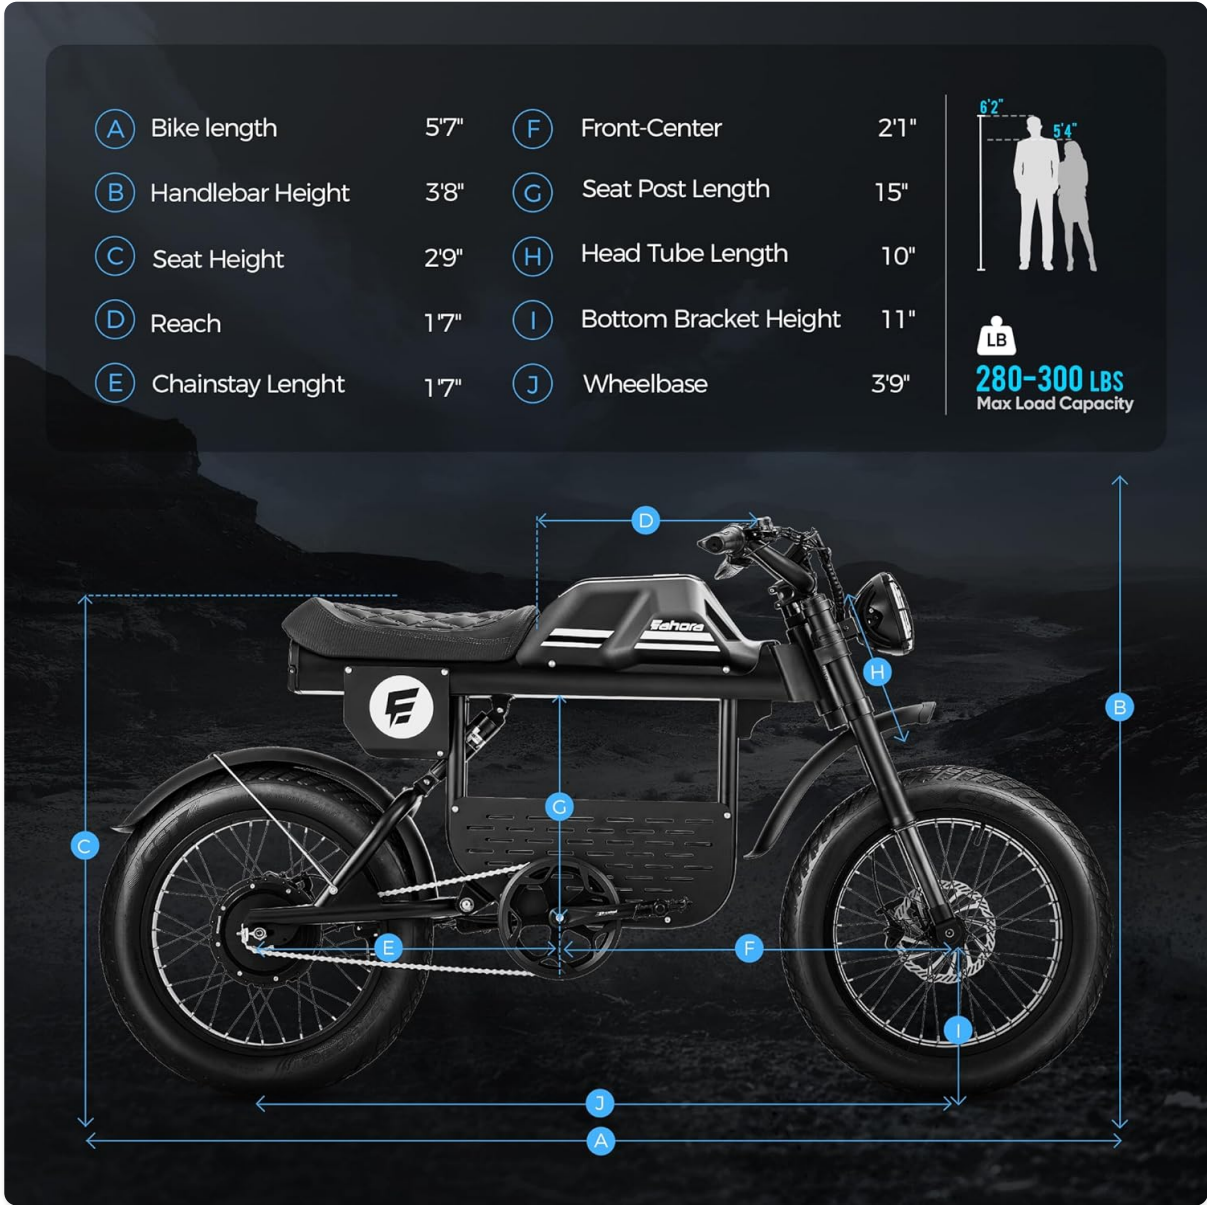 A Bike length 5'7"
B Handlebar Height 3'8"
C Seat Height 2'9"
D Reach 1'7"
E Chainstay Lenght 1'7"
F Front-Center 2'1"
G Seat Post Length 15"
H Head Tube Length 10"
I Bottom Bracket Height 11"
J Wheelbase 3'9"
6'2"
5'4"
LB
280-300 LBS
Max Load Capacity
D
Eahora
H
B
G
C
E
F
I
J
A